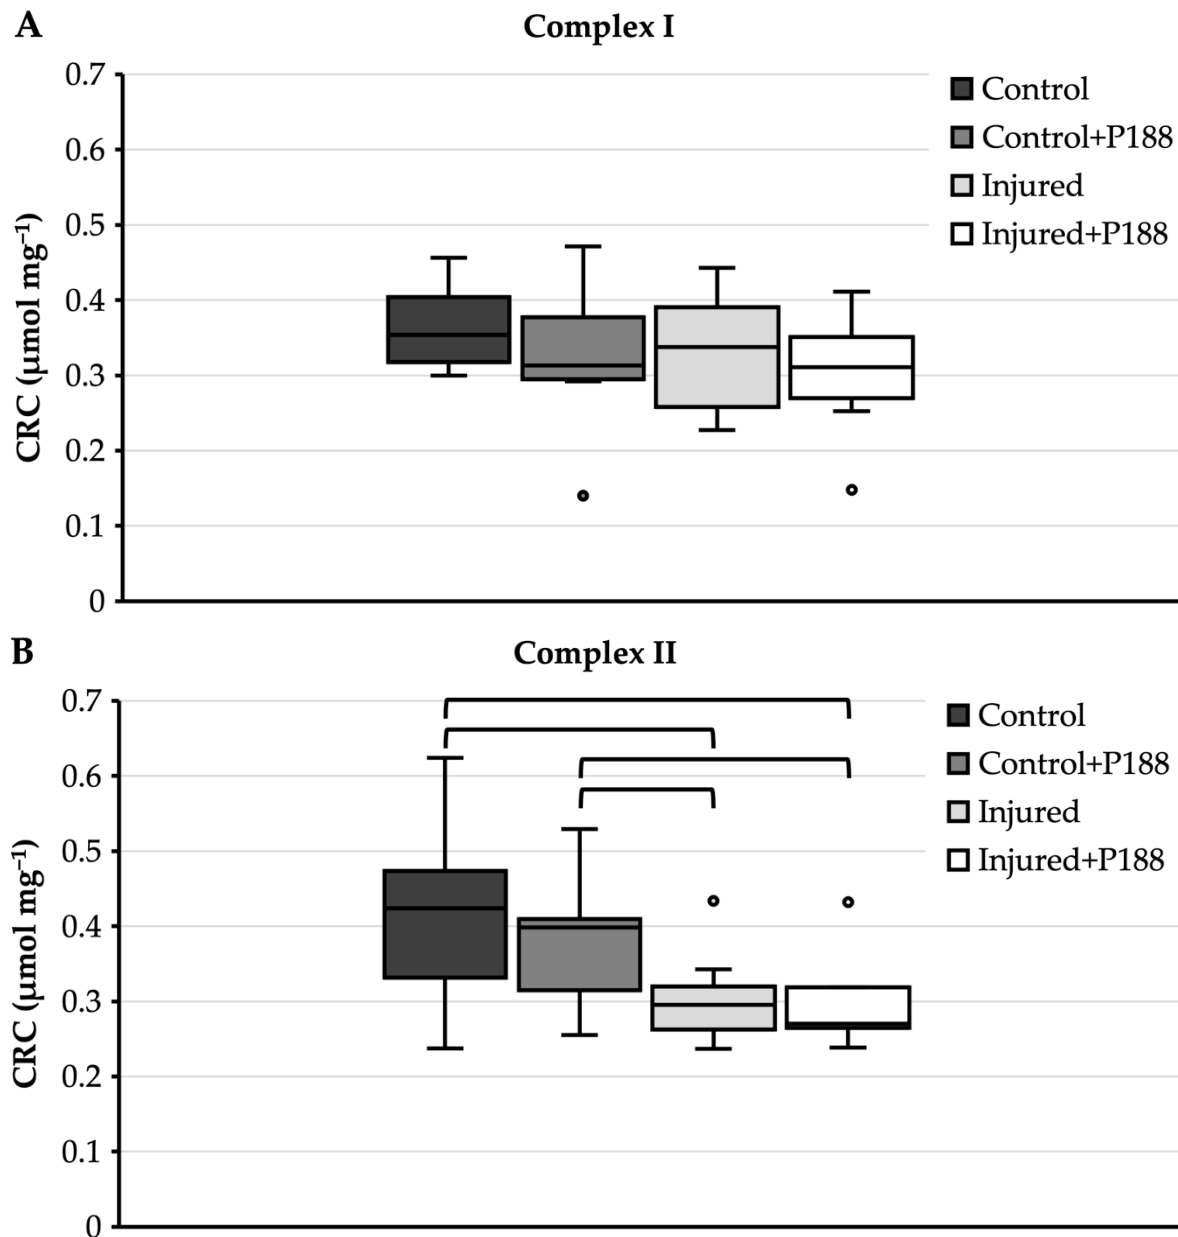 A
Complex I
CRC (μmol mg⁻¹)
0.7
0.6
0.5
0.4
0.3
0.2
0.1
0
Control
Control+P188
Injured
Injured+P188
B
Complex II
CRC (μmol mg⁻¹)
0.7
0.6
0.5
0.4
0.3
0.2
0.1
0
Control
Control+P188
Injured
Injured+P188